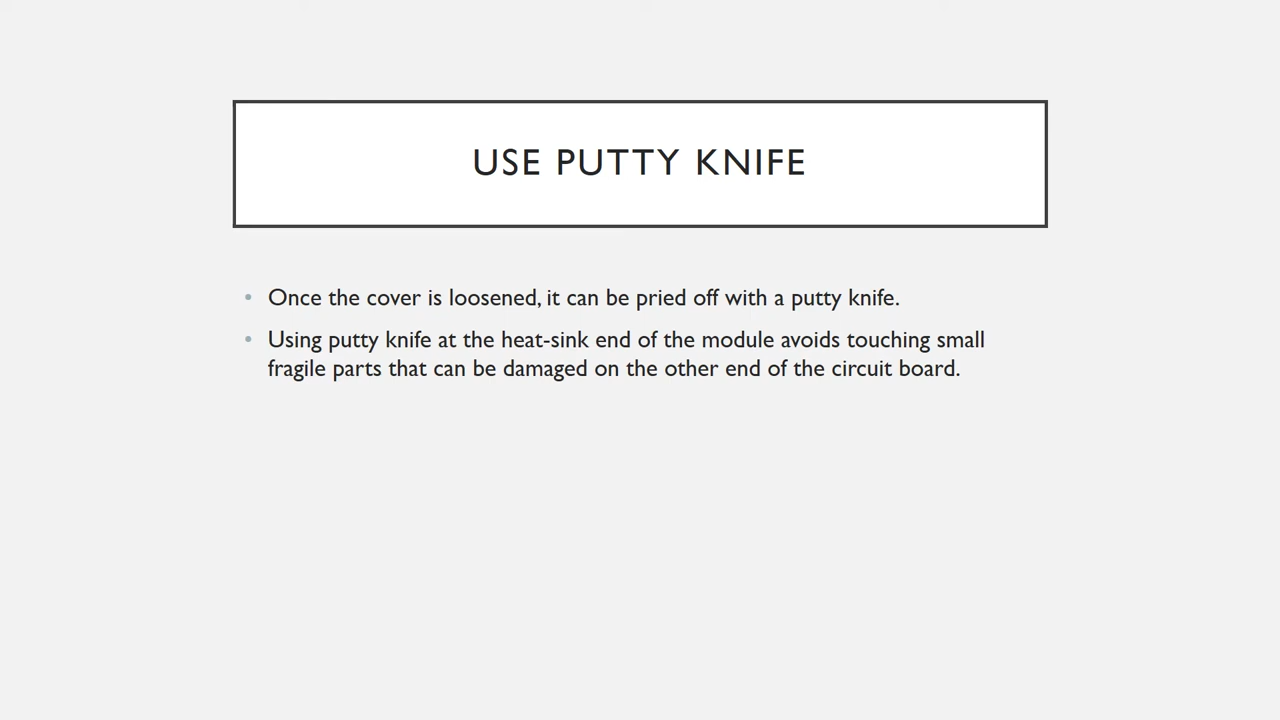 USE PUTTY KNIFE
• Once the cover is loosened, it can be pried off with a putty knife.
• Using putty knife at the heat-sink end of the module avoids touching small
fragile parts that can be damaged on the other end of the circuit board.